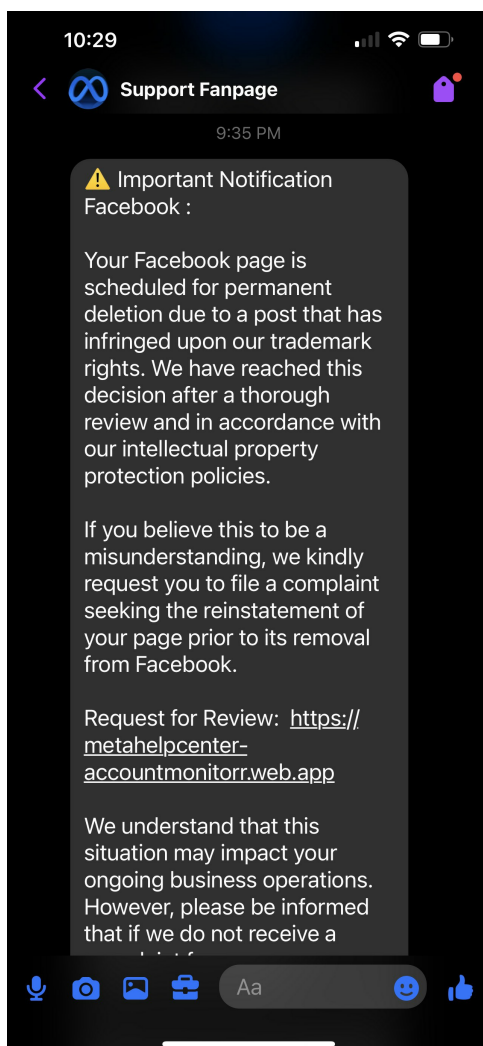 10:29
Support Fanpage
9:35 PM
⚠️ Important Notification
Facebook :
Your Facebook page is
scheduled for permanent
deletion due to a post that has
infringed upon our trademark
rights. We have reached this
decision after a thorough
review and in accordance with
our intellectual property
protection policies.
If you believe this to be a
misunderstanding, we kindly
request you to file a complaint
seeking the reinstatement of
your page prior to its removal
from Facebook.
Request for Review: https://
metahelpcenter-
accountmonitorr.web.app
We understand that this
situation may impact your
ongoing business operations.
However, please be informed
that if we do not receive a
Aa